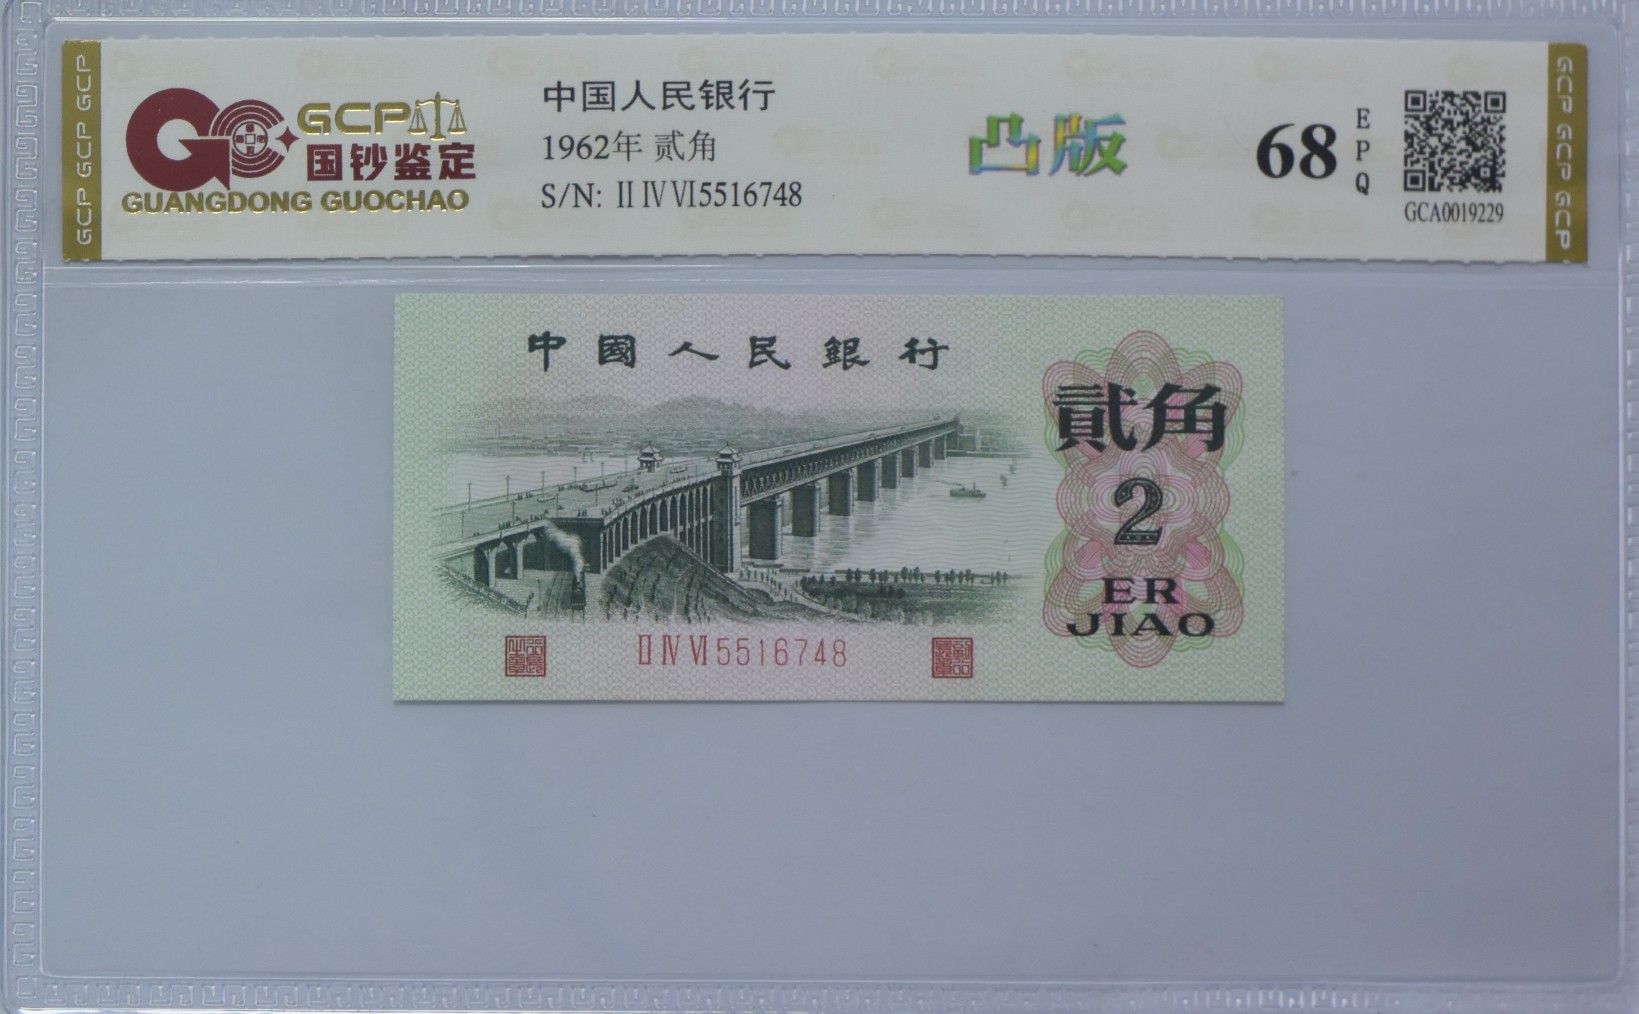 GCP GCP GCP
GCP
国钞鉴定
GUANGDONG GUOCHAO
中国人民银行
1962年 贰角
S/N: II IV VI5516748
凸版
68
EPQ
GCA0019229
GCP GCP GCP
中國人民銀行
貳角
2
ER
JIAO
II IV VI 5516748